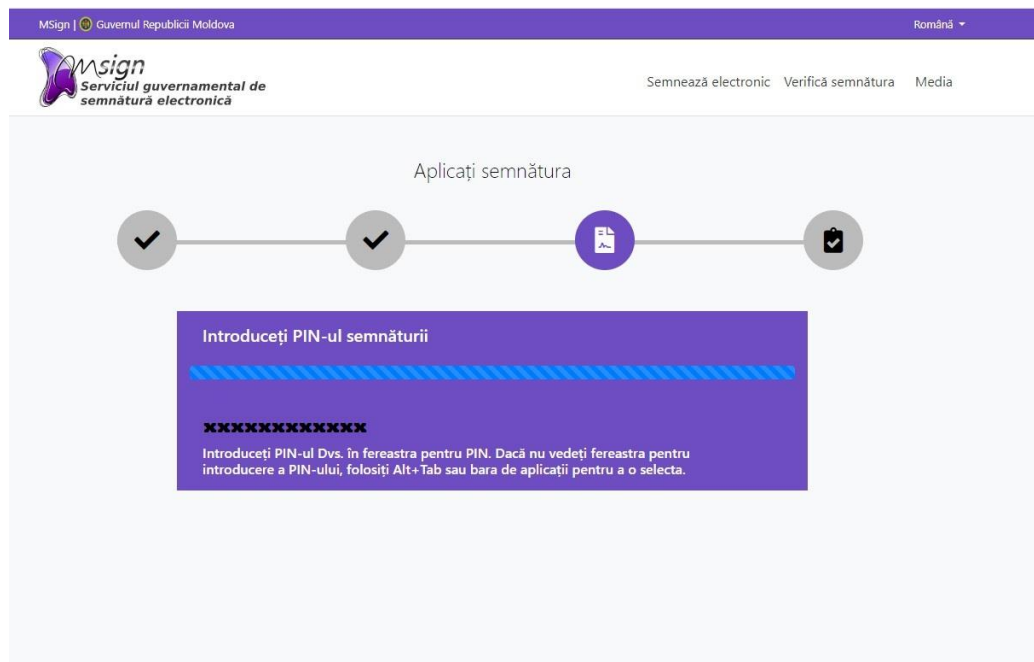 MSign | Guvernul Republicii Moldova
Română
Msign
Serviciul guvernamental de
semnătură electronică
Semnează electronic Verifică semnătura Media
Aplicați semnătura
Introduceți PIN-ul semnăturii
xxxxxxxxxxxx
Introduceți PIN-ul Dvs. în fereastra pentru PIN. Dacă nu vedeți fereastra pentru
introducere a PIN-ului, folosiți Alt+Tab sau bara de aplicații pentru a o selecta.